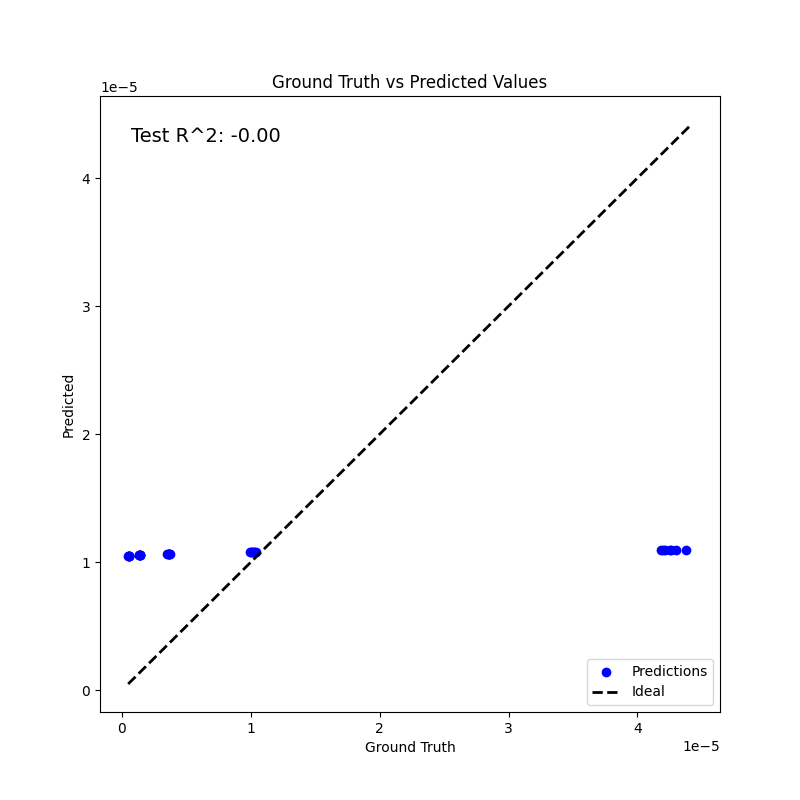 Ground Truth vs Predicted Values
1e−5
Test R^2: -0.00
4
3
2
1
0
Predicted
Predictions
Ideal
0 1 2 3 4
1e−5
Ground Truth